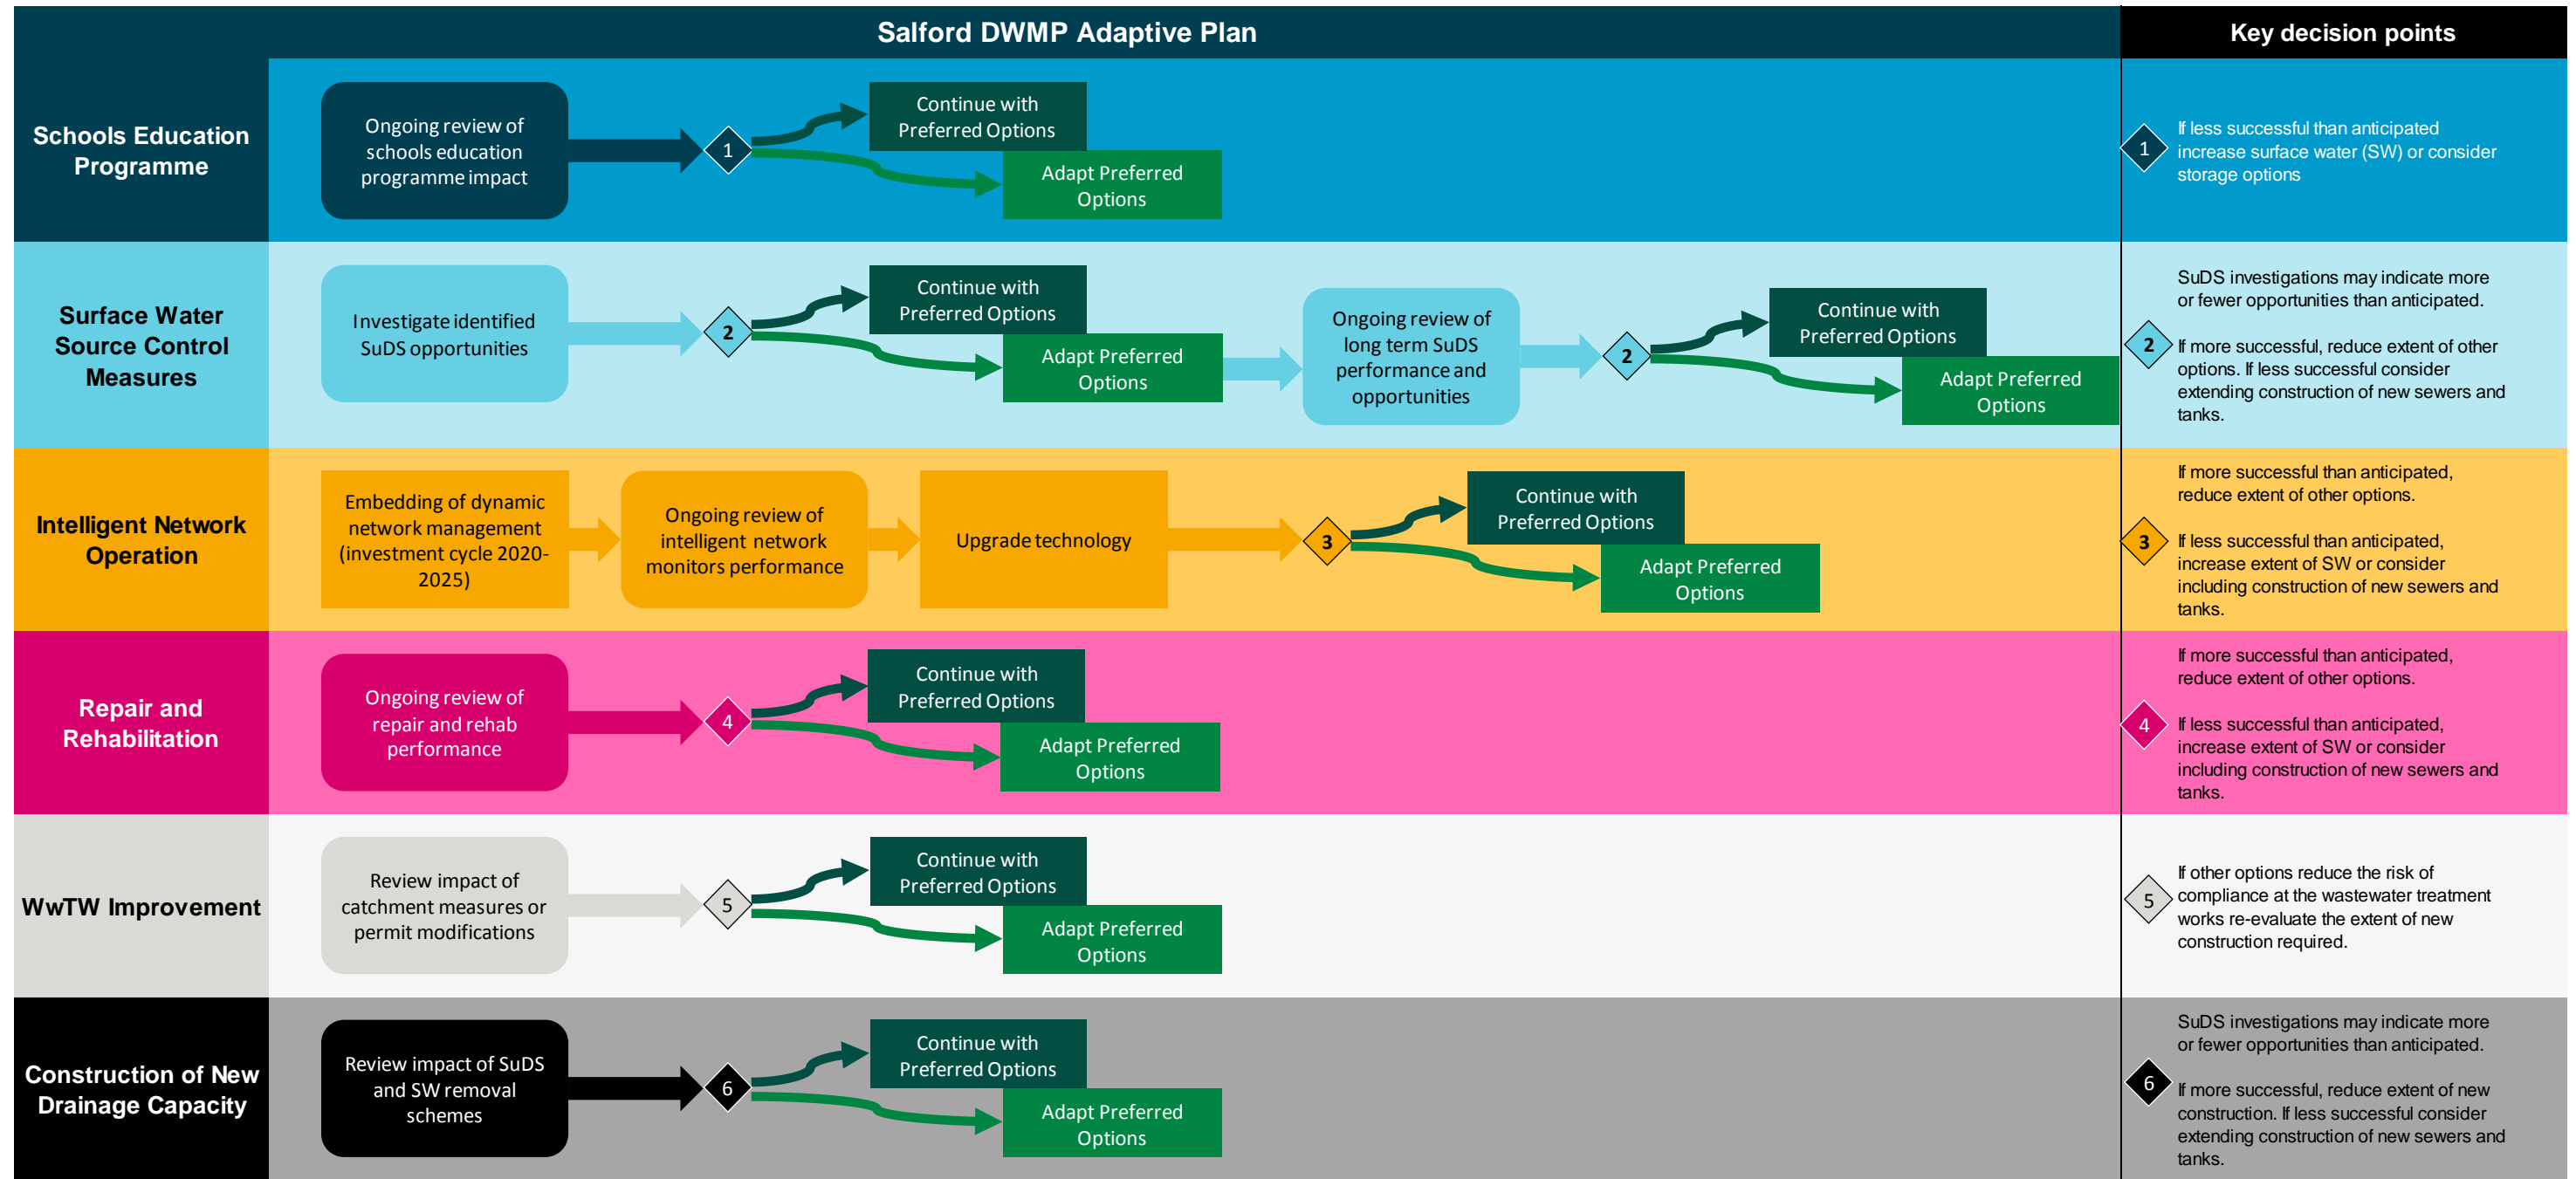 Salford DWMP Adaptive Plan
Key decision points
Schools Education
Programme
Ongoing review of
schools education
programme impact
1
Continue with
Preferred Options
Adapt Preferred
Options
1
If less successful than anticipated
increase surface water (SW) or consider
storage options
Surface Water
Source Control
Measures
Investigate identified
SuDS opportunities
2
Continue with
Preferred Options
Adapt Preferred
Options
Ongoing review of
long term SuDS
performance and
opportunities
2
Continue with
Preferred Options
Adapt Preferred
Options
2
SuDS investigations may indicate more
or fewer opportunities than anticipated.
If more successful, reduce extent of other
options. If less successful consider
extending construction of new sewers and
tanks.
Intelligent Network
Operation
Embedding of dynamic
network management
(investment cycle 2020-
2025)
Ongoing review of
intelligent network
monitors performance
Upgrade technology
3
Continue with
Preferred Options
Adapt Preferred
Options
3
If more successful than anticipated,
reduce extent of other options.
If less successful than anticipated,
increase extent of SW or consider
including construction of new sewers and
tanks.
Repair and
Rehabilitation
Ongoing review of
repair and rehab
performance
4
Continue with
Preferred Options
Adapt Preferred
Options
4
If more successful than anticipated,
reduce extent of other options.
If less successful than anticipated,
increase extent of SW or consider
including construction of new sewers and
tanks.
WwTW Improvement
Review impact of
catchment measures or
permit modifications
5
Continue with
Preferred Options
Adapt Preferred
Options
5
If other options reduce the risk of
compliance at the wastewater treatment
works re-evaluate the extent of new
construction required.
Construction of New
Drainage Capacity
Review impact of SuDS
and SW removal
schemes
6
Continue with
Preferred Options
Adapt Preferred
Options
6
SuDS investigations may indicate more
or fewer opportunities than anticipated.
If more successful, reduce extent of new
construction. If less successful consider
extending construction of new sewers and
tanks.